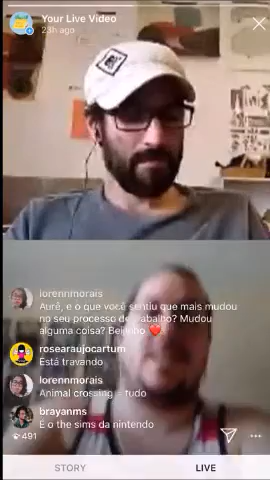 Your Live Video
23h ago
lorennmorais
Aurê, e o que você sentiu que mais mudou
no seu processo de trabalho? Mudou
alguma coisa? Beijinho ❤️
rosearaujocartum
Está travando
lorennmorais
Animal crossing = tudo
brayanms
É o the sims da nintendo
491
STORY
LIVE